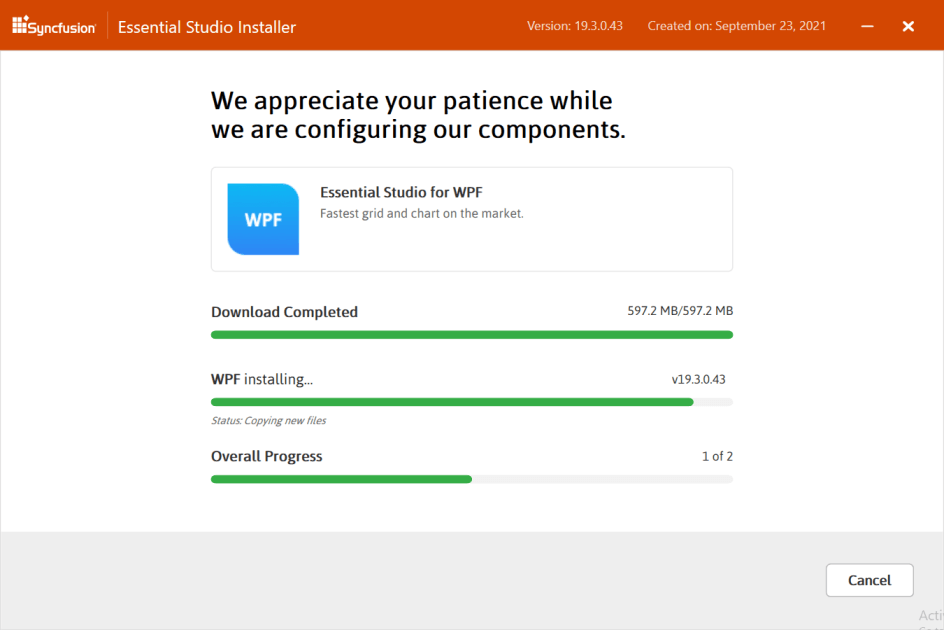 Syncfusion Essential Studio Installer Version: 19.3.0.43 Created on: September 23, 2021
We appreciate your patience while
we are configuring our components.
WPF
Essential Studio for WPF
Fastest grid and chart on the market.
Download Completed 597.2 MB/597.2 MB
WPF installing... v19.3.0.43
Status: Copying new files
Overall Progress 1 of 2
Cancel
Acti